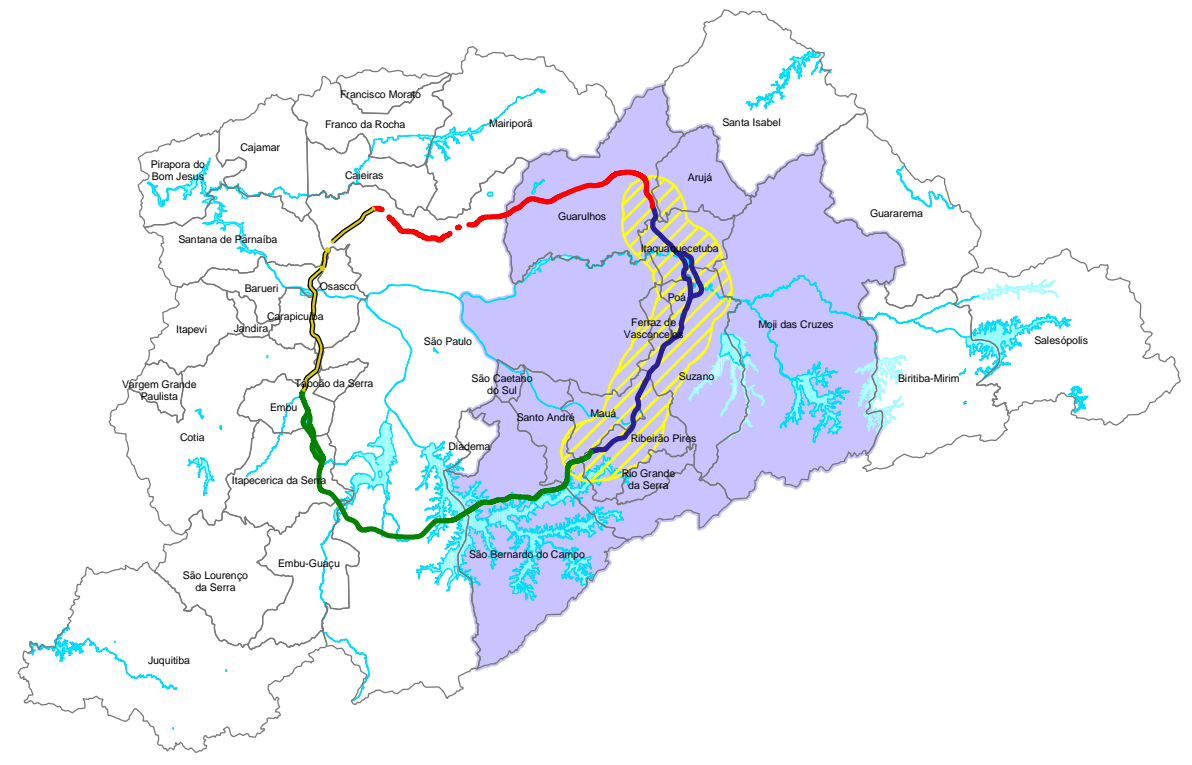 Francisco Morato
Franco da Rocha
Mairiporã
Santa Isabel
Cajamar
Pirapora do
Bom Jesus
Caieiras
Arujá
Guarulhos
Guararema
Santana de Parnaíba
Itaquaquecetuba
Barueri
Osasco
Poá
Carapicuíba
Itapevi
Jandira
Ferraz de
Vasconcelos
Moji das Cruzes
São Paulo
Salesópolis
Vargem Grande
Paulista
Taboão da Serra
São Caetano
do Sul
Suzano
Biritiba-Mirim
Embu
Santo André
Mauá
Cotia
Diadema
Ribeirão Pires
Itapecerica da Serra
Rio Grande
da Serra
São Bernardo do Campo
Embu-Guaçu
São Lourenço
da Serra
Juquitiba